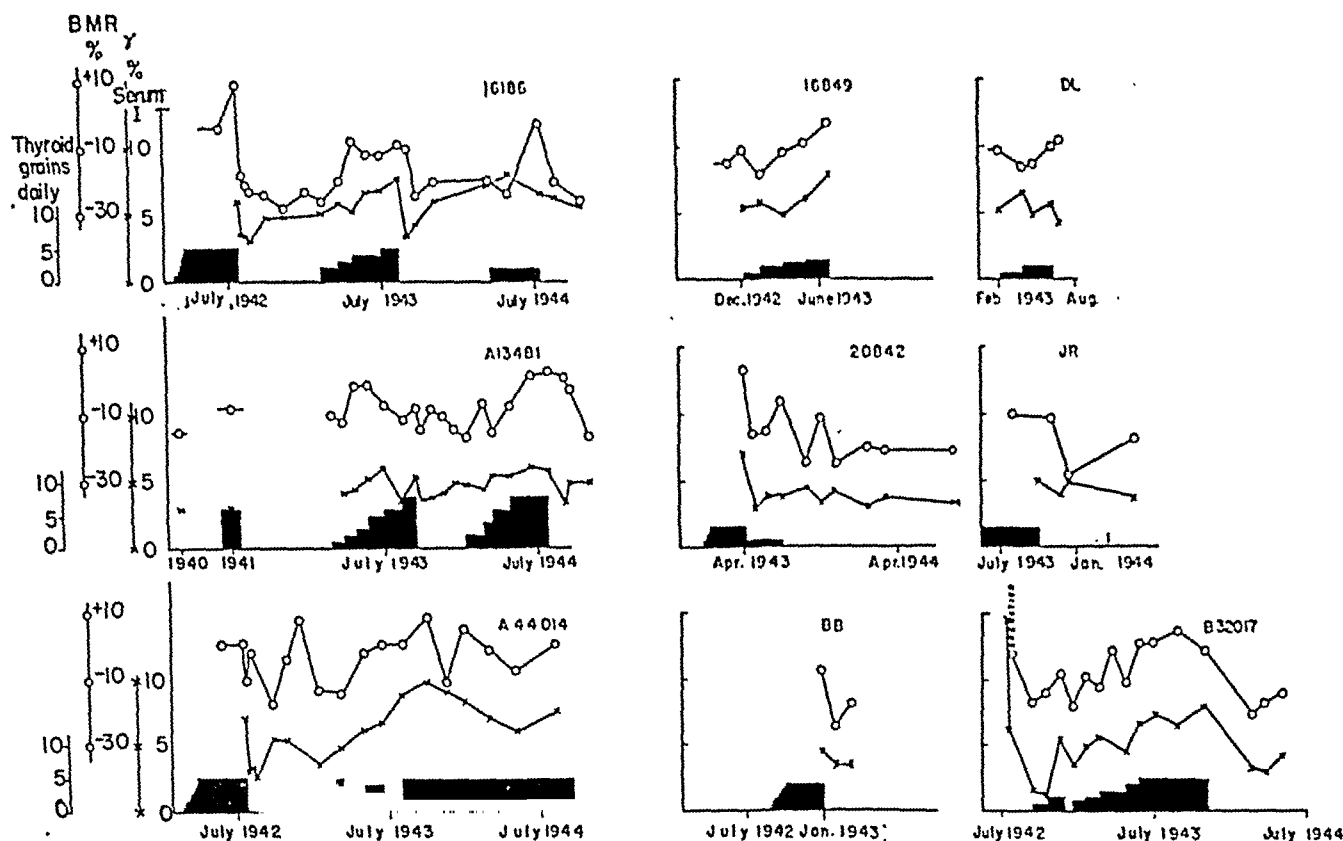 BMR γ
% %
+10 Serum I
-10 10
Thyroid grains daily
10 -30 5
5
0 0
16186
July, 1942 July 1943 July 1944
16849
Dec. 1942 June 1943
DL
Feb 1943 Aug.
+10
-10 10
10 -30 5
5
0 0
A13481
1940 1941 July 1943 July 1944
20842
Apr. 1943 Apr. 1944
JR
July 1943 Jan. 1944
+10
-10 10
10 -30 5
5
0 0
A 44014
July 1942 July 1943 July 1944
BB
July 1942 Jan. 1943
B32017
July 1942 July 1943 July 1944